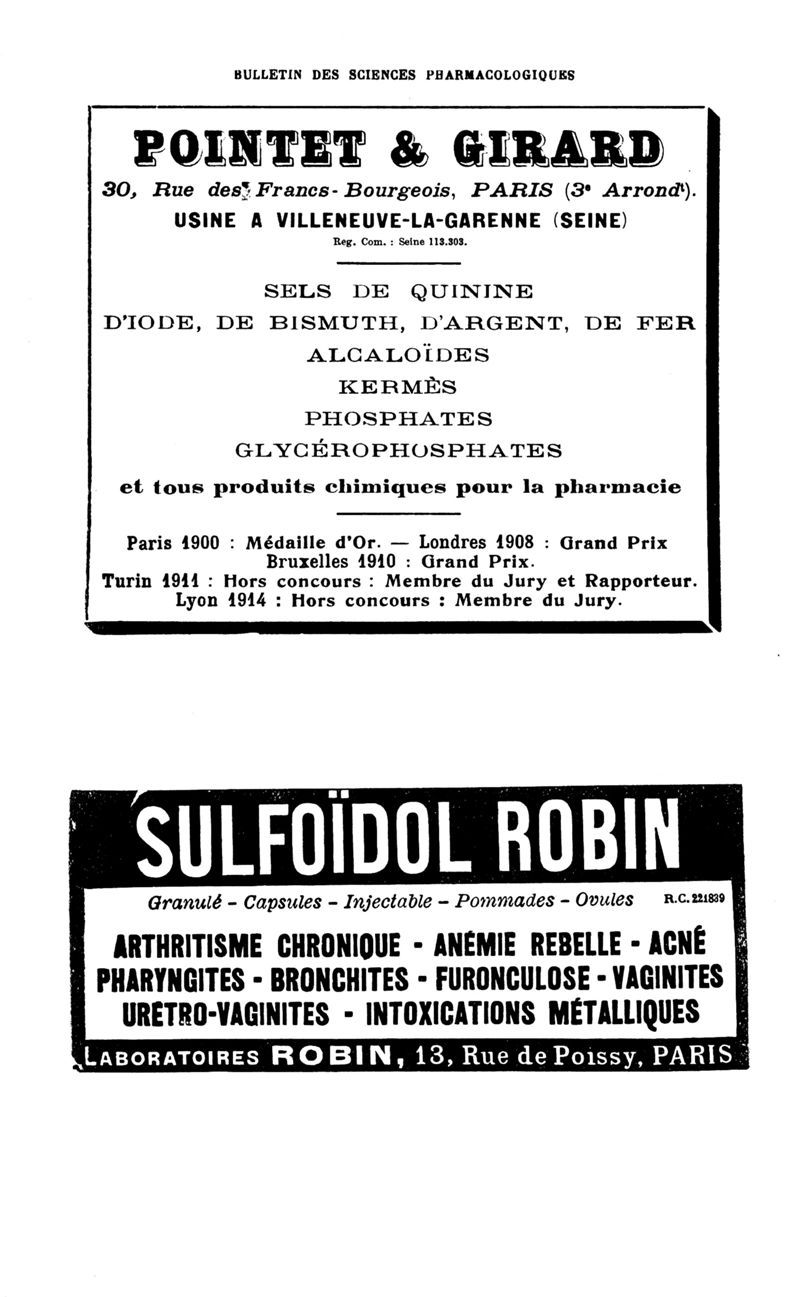 BULLETIN DES SCIENCES PHARMACOLOGIQUES
POINTET & GIRARD
30, Rue des Francs-Bourgeois, PARIS (3e Arrondt).
USINE A VILLENEUVE-LA-GARENNE (SEINE)
Reg. Com. : Seine 113.303.
SELS DE QUININE
D'IODE, DE BISMUTH, D'ARGENT, DE FER
ALCALOÏDES
KERMÈS
PHOSPHATES
GLYCÉROPHOSPHATES
et tous produits chimiques pour la pharmacie
Paris 1900 : Médaille d'Or. — Londres 1908 : Grand Prix
Bruxelles 1910 : Grand Prix.
Turin 1911 : Hors concours : Membre du Jury et Rapporteur.
Lyon 1914 : Hors concours : Membre du Jury.
SULFOÏDOL ROBIN
Granulé - Capsules - Injectable - Pommades - Ovules R.C. 221839
ARTHRITISME CHRONIQUE - ANÉMIE REBELLE - ACNÉ
PHARYNGITES - BRONCHITES - FURONCULOSE - VAGINITES
URÉTRO-VAGINITES - INTOXICATIONS MÉTALLIQUES
LABORATOIRES ROBIN, 13, Rue de Poissy, PARIS